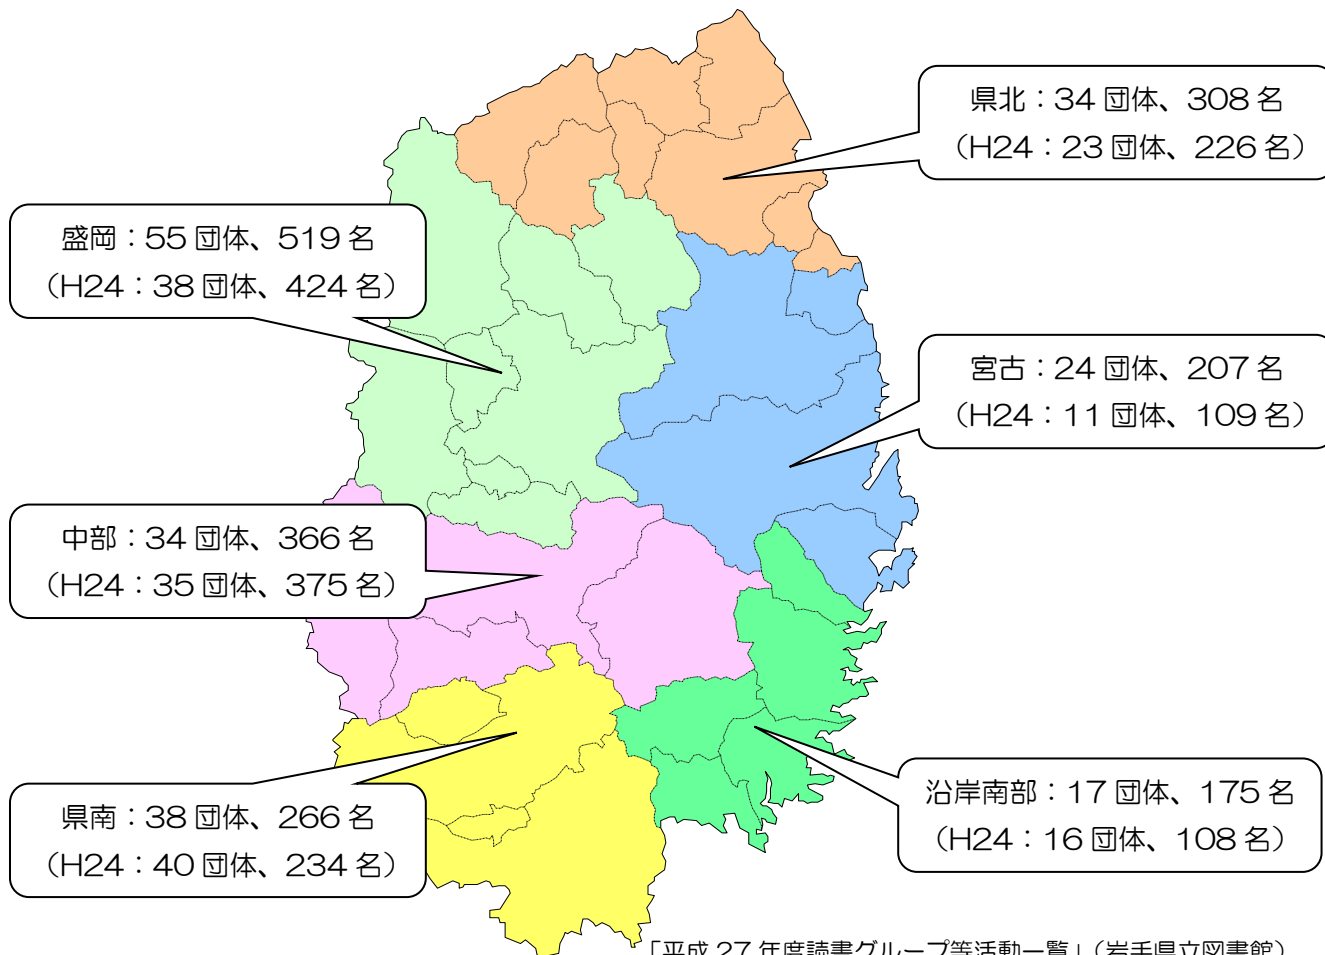 県北：34 団体、308 名
（H24：23 団体、226 名）
盛岡：55 団体、519 名
（H24：38 団体、424 名）
宮古：24 団体、207 名
（H24：11 団体、109 名）
中部：34 団体、366 名
（H24：35 団体、375 名）
沿岸南部：17 団体、175 名
（H24：16 団体、108 名）
県南：38 団体、266 名
（H24：40 団体、234 名）
「平成 27 年度読書グループ等活動一覧」（岩手県立図書館）